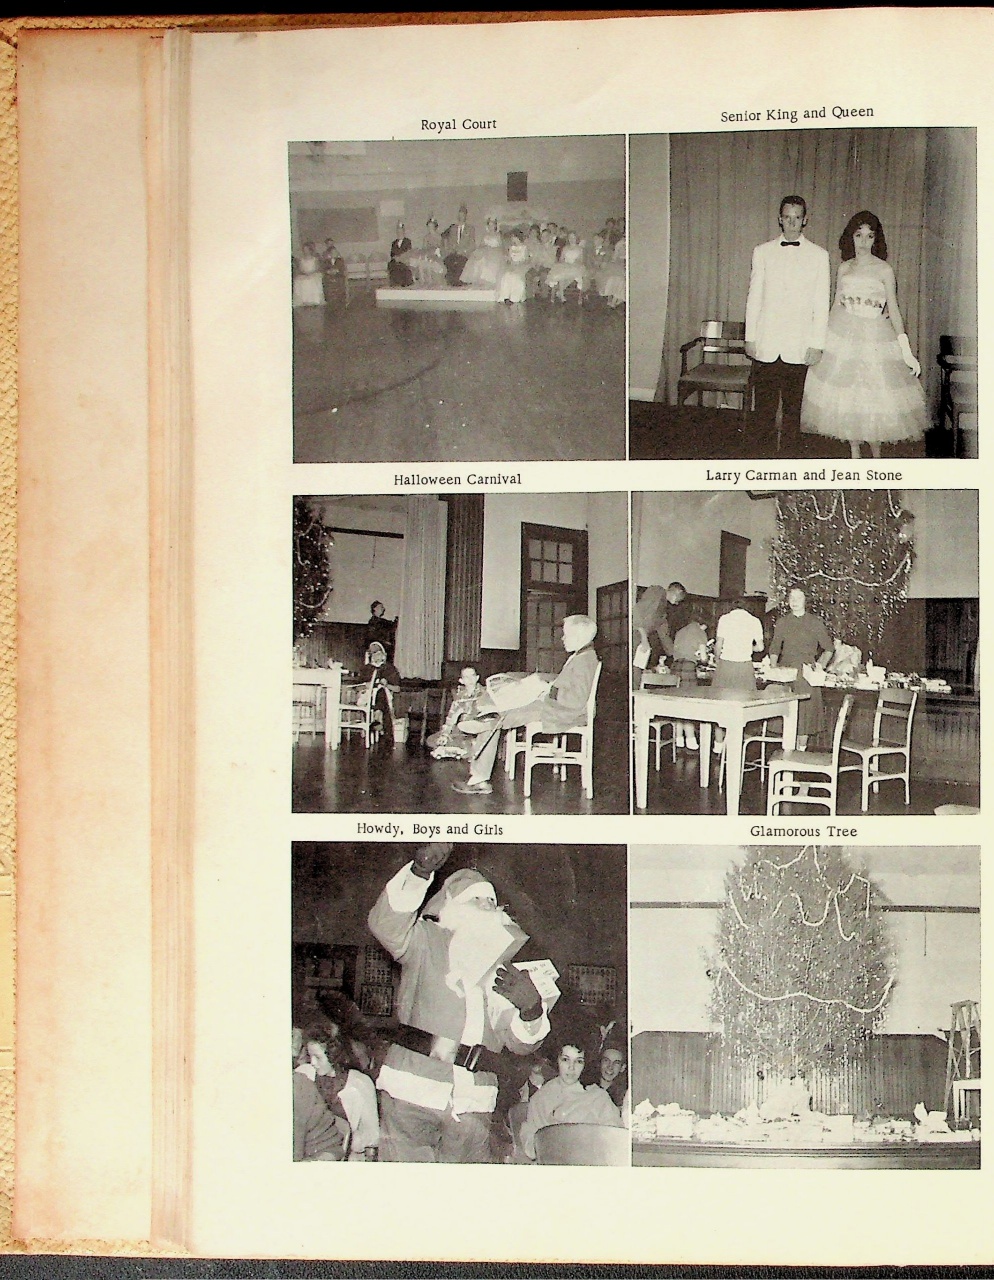 Royal Court
Senior King and Queen
Halloween Carnival
Larry Carman and Jean Stone
Howdy, Boys and Girls
Glamorous Tree